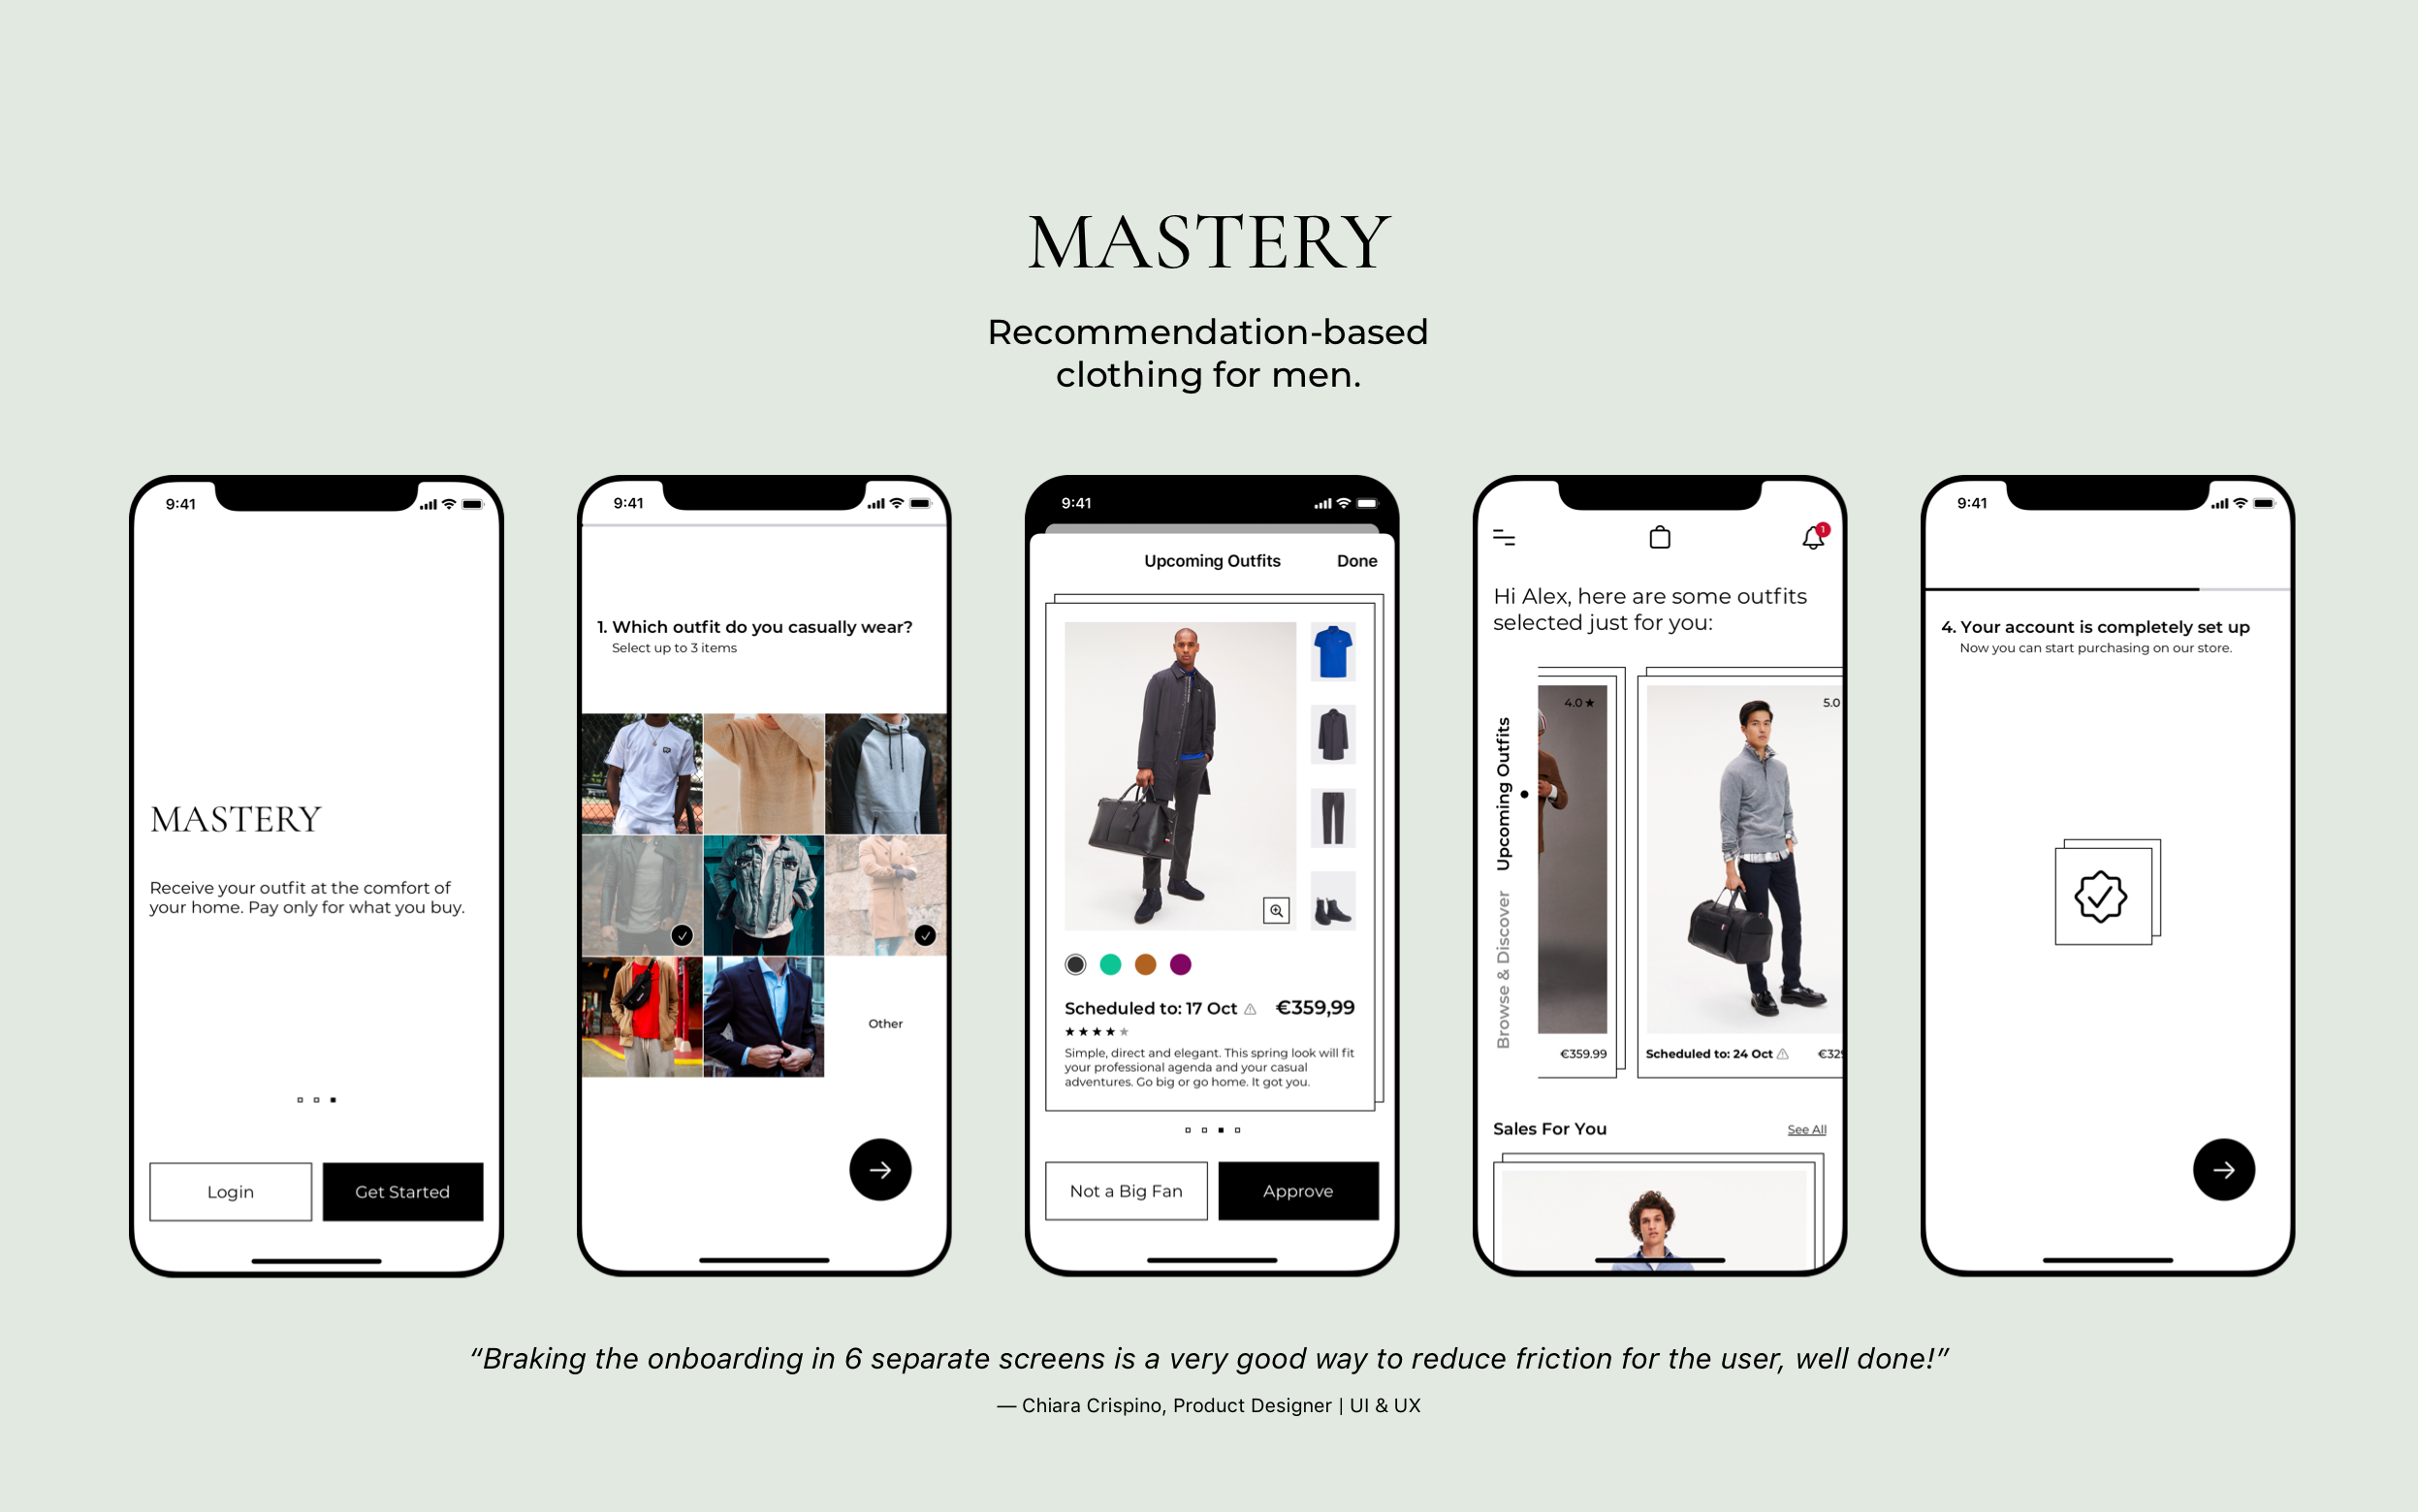 MASTERY
Recommendation-based
clothing for men.
9:41
MASTERY
Receive your outfit at the comfort of
your home. Pay only for what you buy.
Login
Get Started
9:41
1. Which outfit do you casually wear?
Select up to 3 items
Other
9:41
Upcoming Outfits
Done
Scheduled to: 17 Oct
€359,99
Simple, direct and elegant. This spring look will fit
your professional agenda and your casual
adventures. Go big or go home. It got you.
Not a Big Fan
Approve
1
Hi Alex, here are some outfits
selected just for you:
Upcoming Outfits
Browse & Discover
4.0 ★
5.0
€359.99
Scheduled to: 24 Oct
€32
Sales For You
See All
9:41
4. Your account is completely set up
Now you can start purchasing on our store.
“Braking the onboarding in 6 separate screens is a very good way to reduce friction for the user, well done!”
— Chiara Crispino, Product Designer | UI & UX